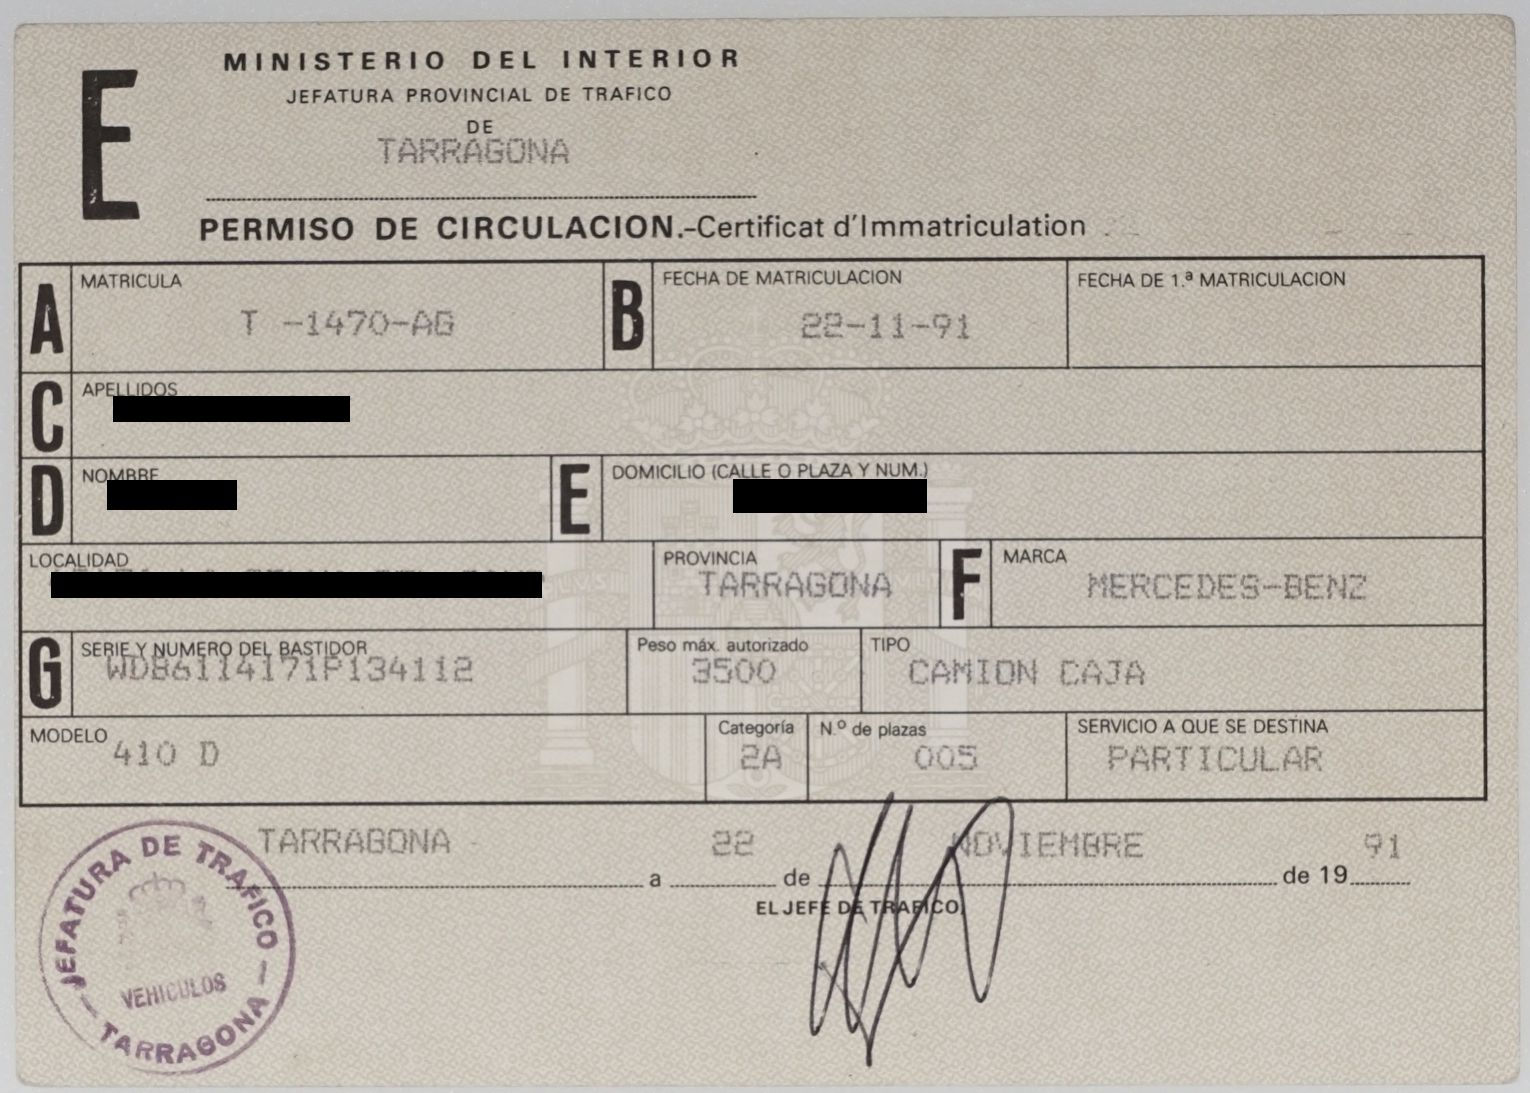 E
MINISTERIO DEL INTERIOR
JEFATURA PROVINCIAL DE TRAFICO
DE
TARRAGONA
PERMISO DE CIRCULACION.-Certificat d'Immatriculation
A MATRICULA
T -1470-AG
B FECHA DE MATRICULACION
22-11-91
FECHA DE 1.ª MATRICULACION
C APELLIDOS
D NOMBRE
E DOMICILIO (CALLE O PLAZA Y NUM.)
LOCALIDAD
PROVINCIA
TARRAGONA
F MARCA
MERCEDES-BENZ
G SERIE Y NUMERO DEL BASTIDOR
WDB6114171P134112
Peso máx. autorizado
3500
TIPO
CAMION CAJA
MODELO
410 D
Categoría
2A
N.º de plazas
005
SERVICIO A QUE SE DESTINA
PARTICULAR
TARRAGONA a 22 de NOVIEMBRE de 19 91
EL JEFE DE TRAFICO,
JEFATURA DE TRAFICO
VEHICULOS
— TARRAGONA —